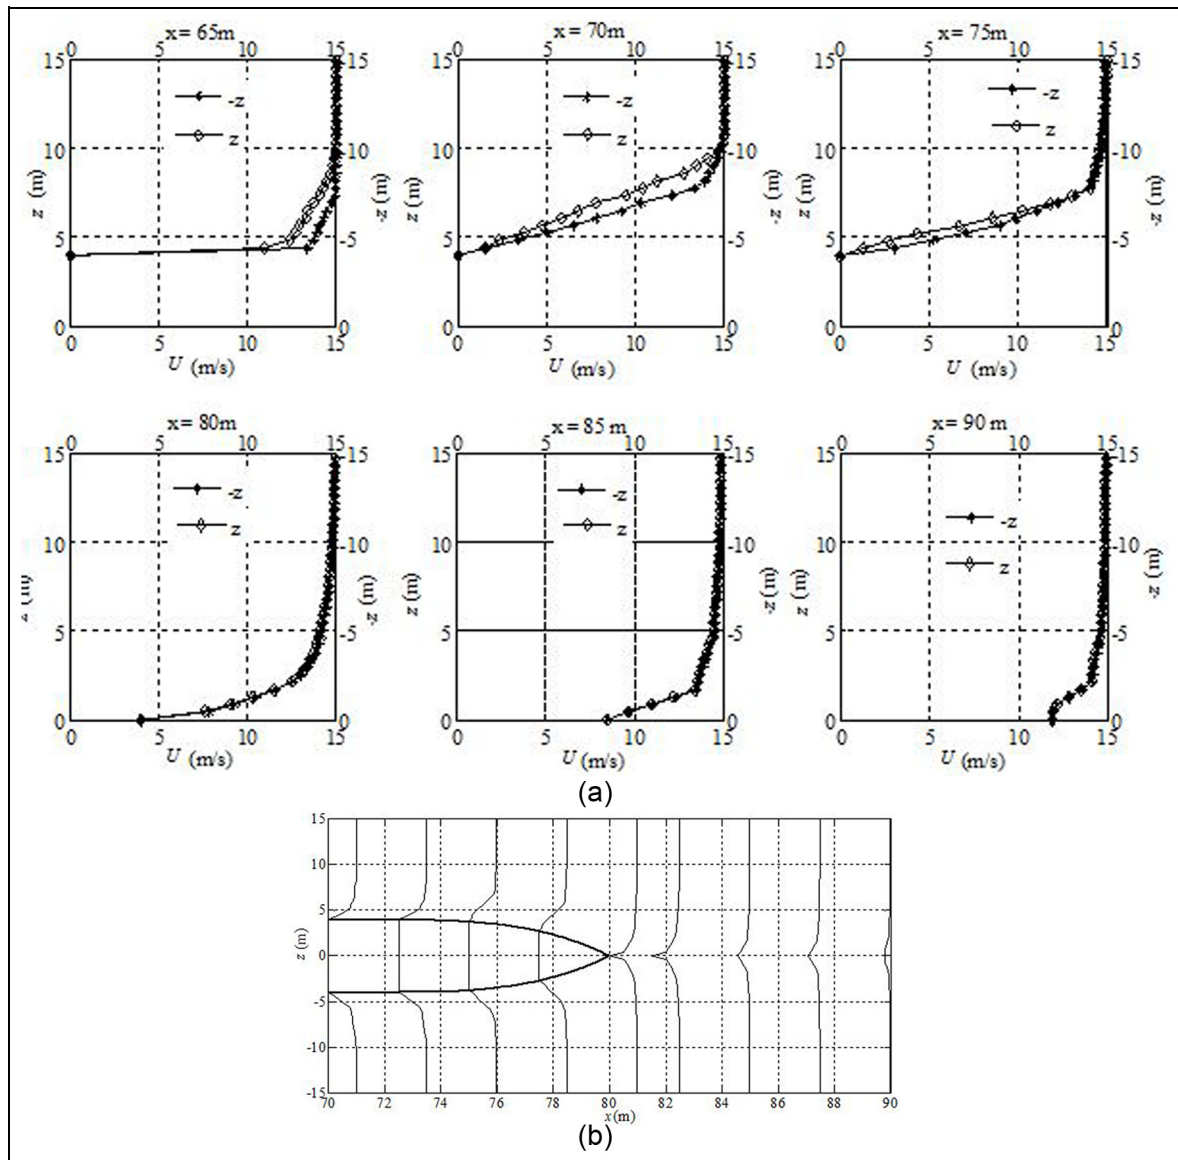 x = 65m x = 70m x = 75m
0 5 10 15 0 5 10 15 0 5 10 15
15 -15 15 -15 15 -15
-z -z -z
z z z
10 -10 10 -10 10 -10
z (m) -z (m) z (m) -z (m) z (m) -z (m)
5 -5 5 -5 5 -5
0 0 0 0 0 0
0 5 10 15 0 5 10 15 0 5 10 15
U (m/s) U (m/s) U (m/s)
x = 80m x = 85 m x = 90 m
0 5 10 15 0 5 10 15 0 5 10 15
15 -15 15 -15 15 -15
-z -z -z
z z z
10 -10 10 -10 10 -10
z (m) -z (m) z (m) -z (m) z (m) -z (m)
5 -5 5 -5 5 -5
0 0 0 0 0 0
0 5 10 15 0 5 10 15 0 5 10 15
U (m/s) U (m/s) U (m/s)
(a)
15
10
5
z (m) 0
-5
-10
-15
70 72 74 76 78 80 82 84 86 88 90
x (m)
(b)